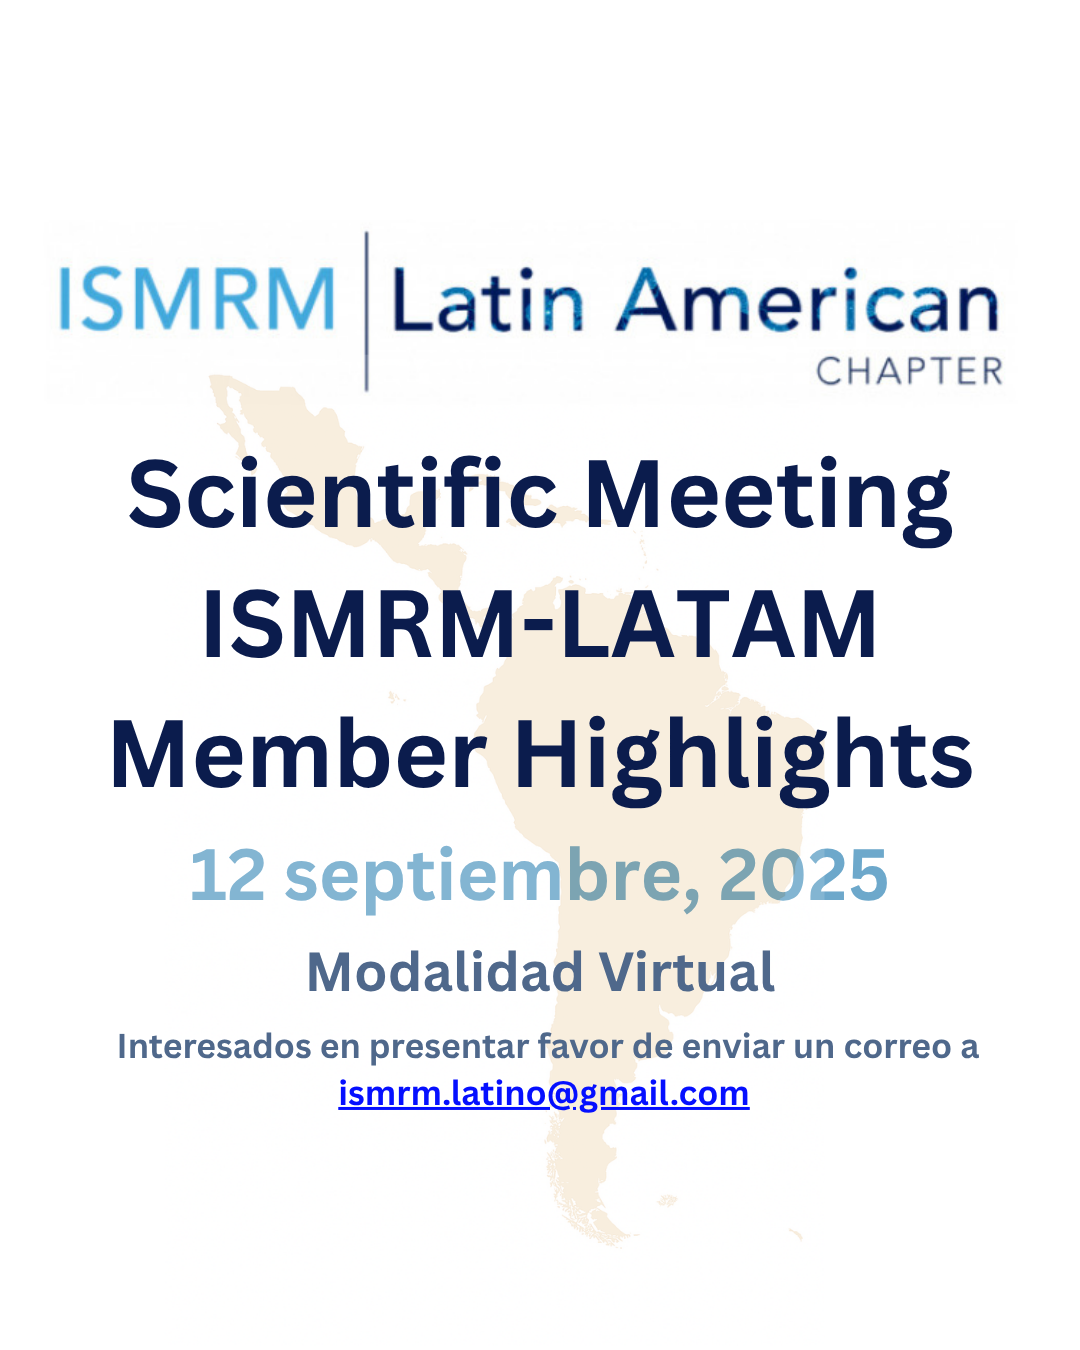 ISMRM | Latin American
CHAPTER
Scientific Meeting
ISMRM-LATAM
Member Highlights
12 septiembre, 2025
Modalidad Virtual
Interesados en presentar favor de enviar un correo a
ismrm.latino@gmail.com